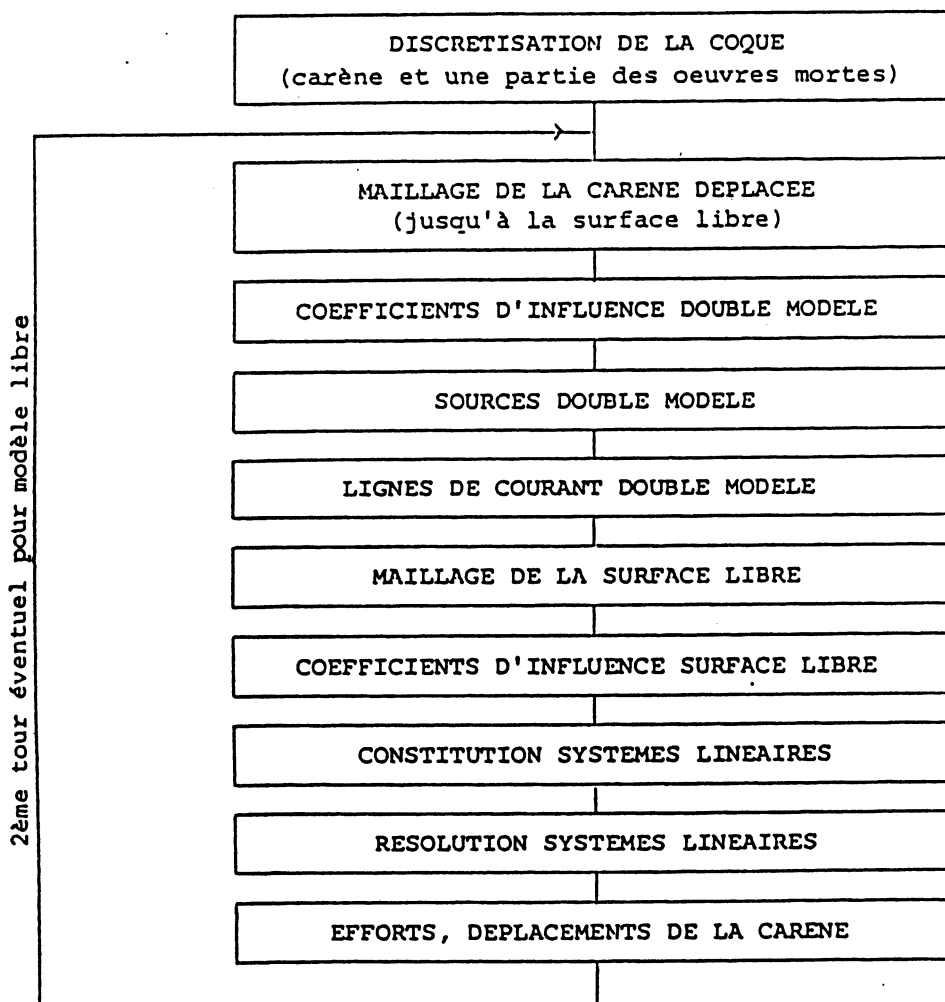 DISCRETISATION DE LA COQUE
(carène et une partie des oeuvres mortes)
MAILLAGE DE LA CARENE DEPLACEE
(jusqu'à la surface libre)
COEFFICIENTS D'INFLUENCE DOUBLE MODELE
SOURCES DOUBLE MODELE
LIGNES DE COURANT DOUBLE MODELE
MAILLAGE DE LA SURFACE LIBRE
COEFFICIENTS D'INFLUENCE SURFACE LIBRE
CONSTITUTION SYSTEMES LINEAIRES
RESOLUTION SYSTEMES LINEAIRES
EFFORTS, DEPLACEMENTS DE LA CARENE
2ème tour éventuel pour modèle libre